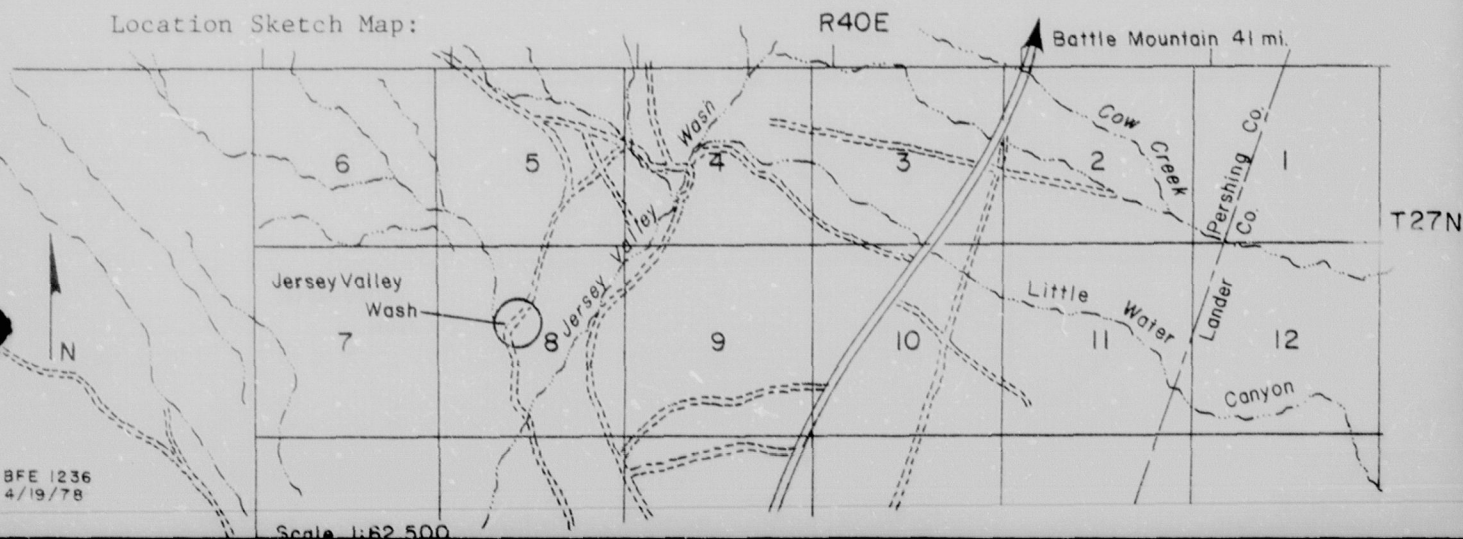 Location Sketch Map:
R40E
Battle Mountain 41 mi.
Wash
Cow
Creek
6
5
4
3
2
1
Pershing Co.
Co.
T27N
Valley
Jersey Valley
Wash
Jersey
Little
Water
Lander
N
7
8
9
10
11
12
Canyon
BFE 1236
4/19/78
Scale 1:62 500